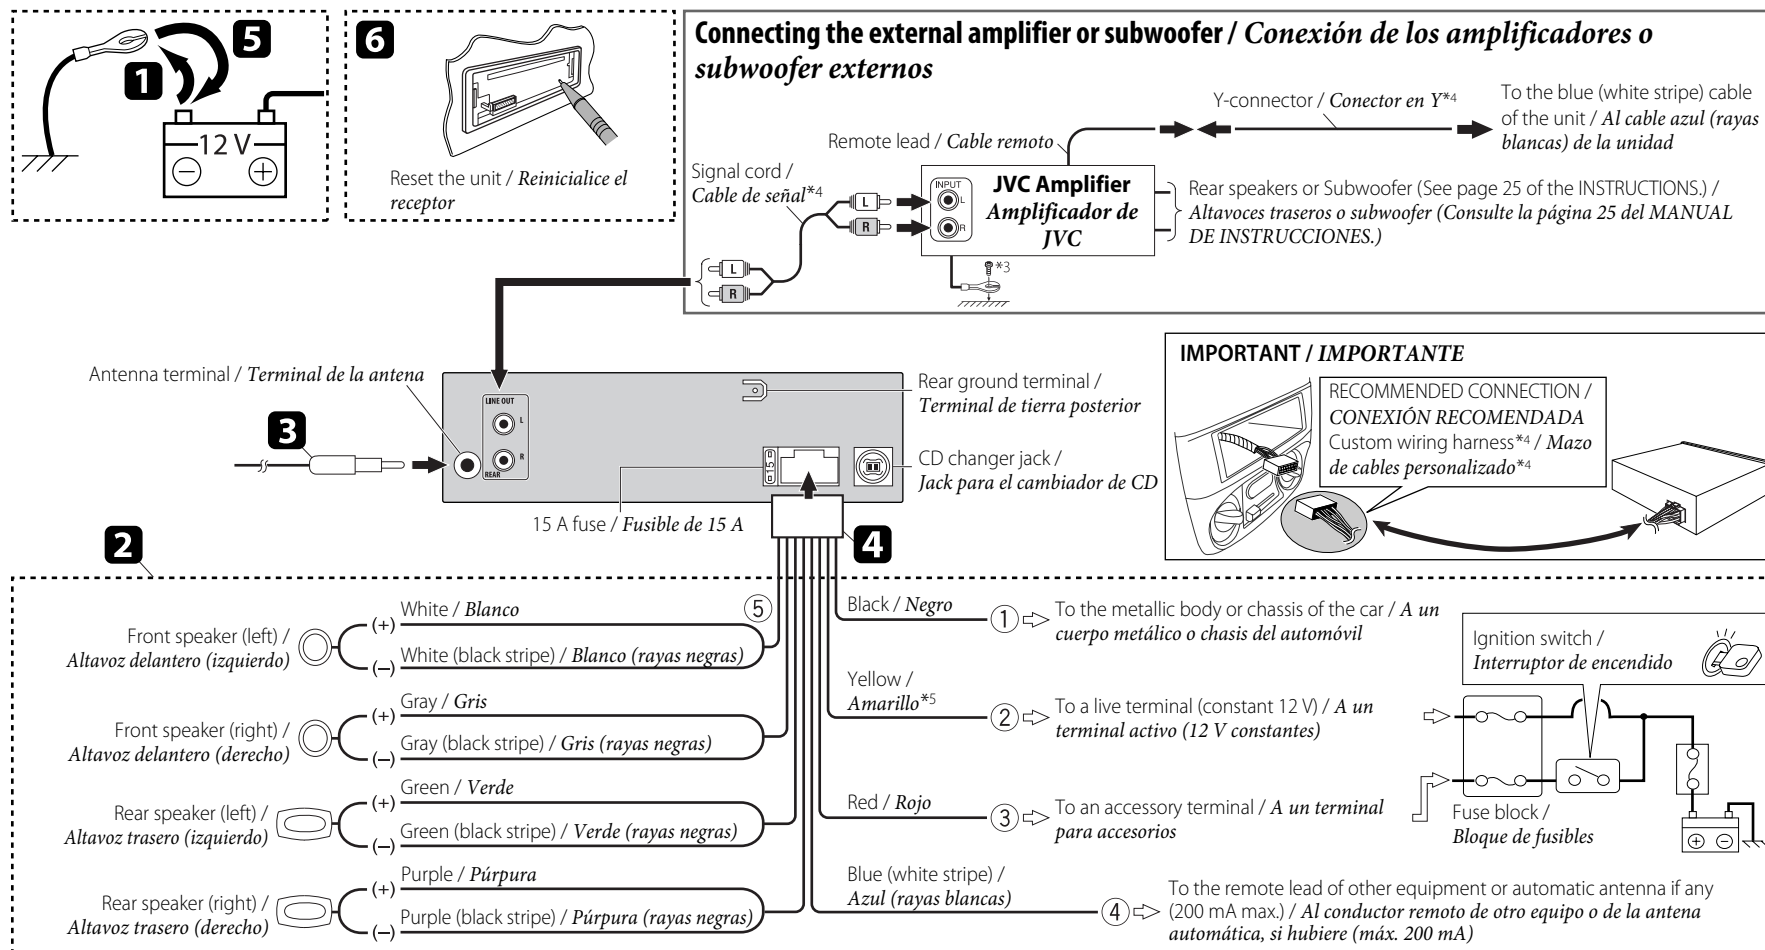 1
5
12 V
6
Reset the unit / Reinicialice el
receptor
Connecting the external amplifier or subwoofer / Conexión de los amplificadores o
subwoofer externos
Y-connector / Conector en Y*4
To the blue (white stripe) cable
of the unit / Al cable azul (rayas
blancas) de la unidad
Remote lead / Cable remoto
Signal cord /
Cable de señal*4
L
R
L
R
INPUT
L
R
JVC Amplifier
Amplificador de
JVC
Rear speakers or Subwoofer (See page 25 of the INSTRUCTIONS.) /
Altavoces traseros o subwoofer (Consulte la página 25 del MANUAL
DE INSTRUCCIONES.)
*3
Antenna terminal / Terminal de la antena
3
LINE OUT
L
R
REAR
Rear ground terminal /
Terminal de tierra posterior
15
CD changer jack /
Jack para el cambiador de CD
15 A fuse / Fusible de 15 A
4
IMPORTANT / IMPORTANTE
RECOMMENDED CONNECTION /
CONEXIÓN RECOMENDADA
Custom wiring harness*4 / Mazo
de cables personalizado*4
2
Front speaker (left) /
Altavoz delantero (izquierdo)
(+)
White / Blanco
(–)
White (black stripe) / Blanco (rayas negras)
5
Front speaker (right) /
Altavoz delantero (derecho)
(+)
Gray / Gris
(–)
Gray (black stripe) / Gris (rayas negras)
Rear speaker (left) /
Altavoz trasero (izquierdo)
(+)
Green / Verde
(–)
Green (black stripe) / Verde (rayas negras)
Rear speaker (right) /
Altavoz trasero (derecho)
(+)
Purple / Púrpura
(–)
Purple (black stripe) / Púrpura (rayas negras)
Black / Negro
1
To the metallic body or chassis of the car / A un
cuerpo metálico o chasis del automóvil
Yellow /
Amarillo*5
2
To a live terminal (constant 12 V) / A un
terminal activo (12 V constantes)
Red / Rojo
3
To an accessory terminal / A un terminal
para accesorios
Blue (white stripe) /
Azul (rayas blancas)
4
To the remote lead of other equipment or automatic antenna if any
(200 mA max.) / Al conductor remoto de otro equipo o de la antena
automática, si hubiere (máx. 200 mA)
Ignition switch /
Interruptor de encendido
Fuse block /
Bloque de fusibles